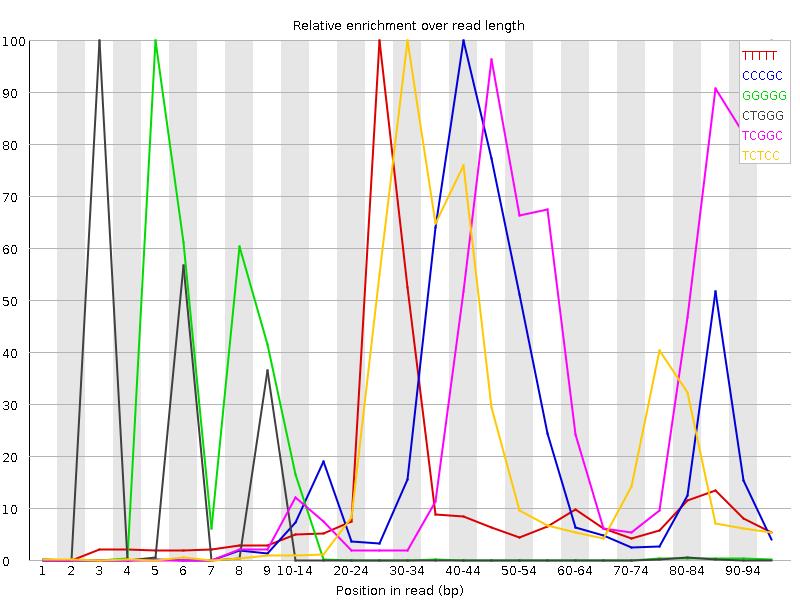 Relative enrichment over read length
100
90
80
70
60
50
40
30
20
10
0
TTTTT
CCCGC
GGGGG
CTGGG
TCGGC
TCTCC
1 2 3 4 5 6 7 8 9 10-14 20-24 30-34 40-44 50-54 60-64 70-74 80-84 90-94
Position in read (bp)